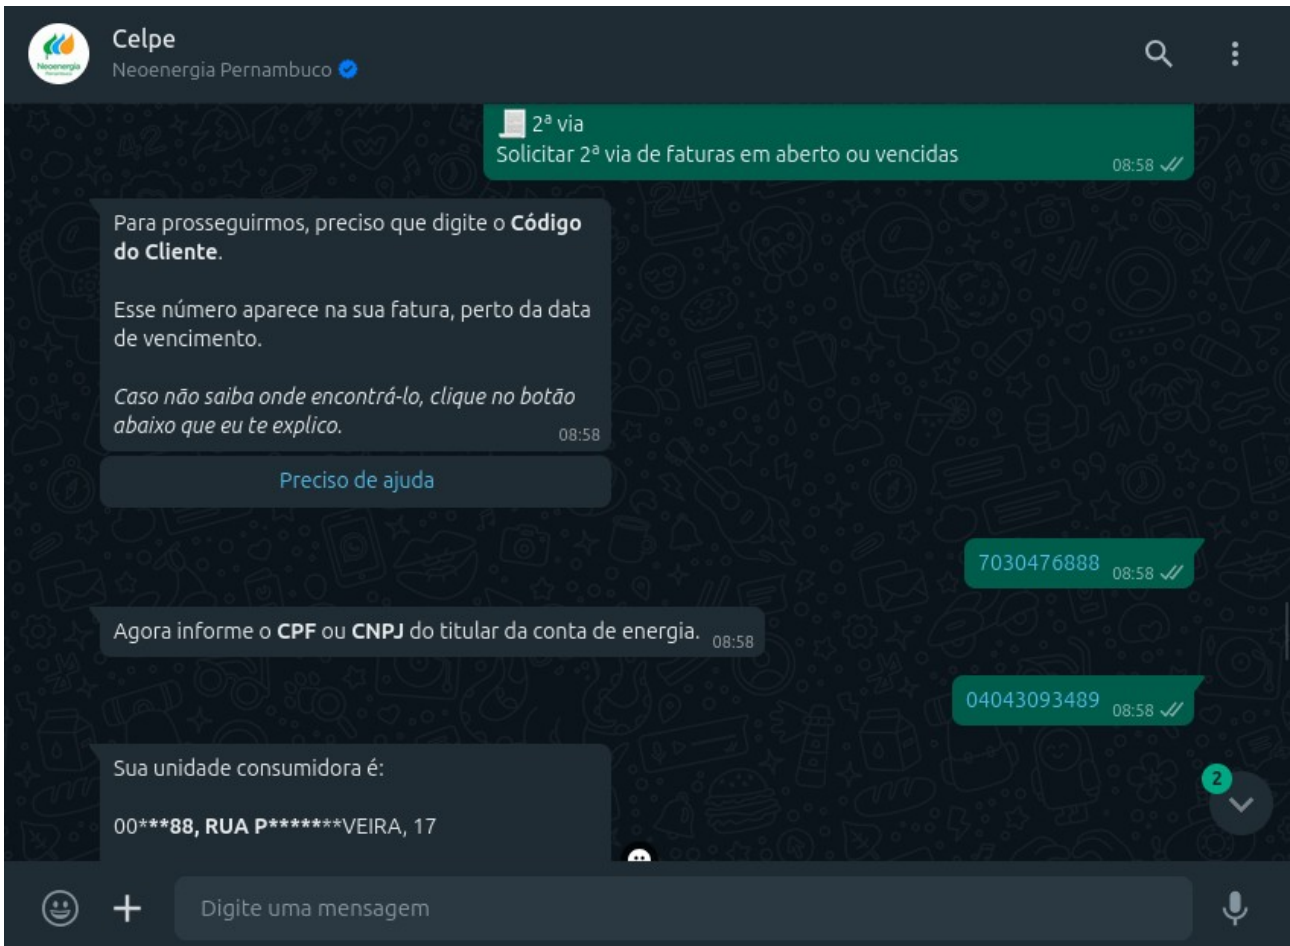 Celpe
Neoenergia Pernambuco
Neoenergia
2ª via
Solicitar 2ª via de faturas em aberto ou vencidas
08:58
Para prosseguirmos, preciso que digite o Código
do Cliente.
Esse número aparece na sua fatura, perto da data
de vencimento.
Caso não saiba onde encontrá-lo, clique no botão
abaixo que eu te explico.
08:58
Preciso de ajuda
7030476888 08:58
Agora informe o CPF ou CNPJ do titular da conta de energia. 08:58
04043093489 08:58
Sua unidade consumidora é:
2
00****88, RUA P********VEIRA, 17
Digite uma mensagem